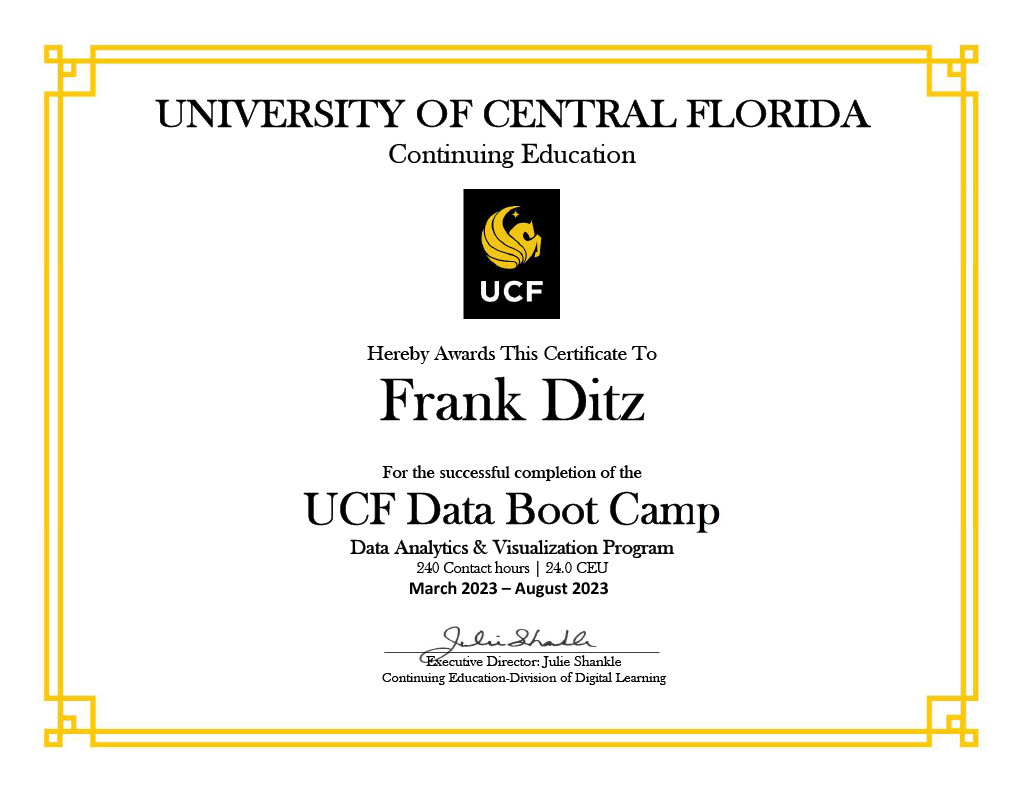 UNIVERSITY OF CENTRAL FLORIDA
Continuing Education
UCF
Hereby Awards This Certificate To
Frank Ditz
For the successful completion of the
UCF Data Boot Camp
Data Analytics & Visualization Program
240 Contact hours | 24.0 CEU
March 2023 – August 2023
Julie Shankle
Executive Director: Julie Shankle
Continuing Education-Division of Digital Learning